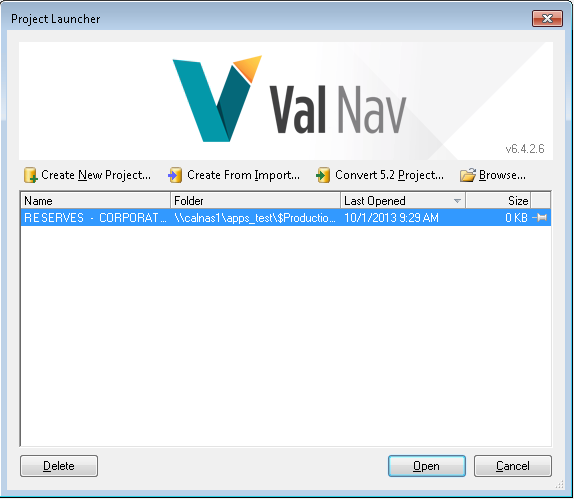 Project Launcher
Val Nav
v6.4.2.6
Create New Project... Create From Import... Convert 5.2 Project... Browse...
Name Folder Last Opened Size
RESERVES - CORPORAT... \\calnas1\apps_test\$Productio... 10/1/2013 9:29 AM 0 KB
Delete Open Cancel